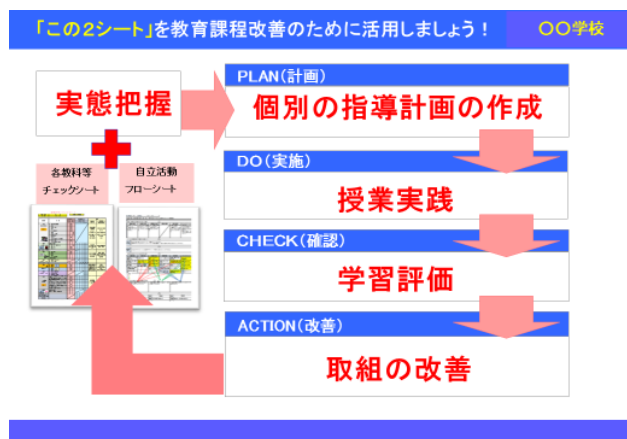 「この２シート」を教育課程改善のために活用しましょう！
〇〇学校
実態把握
各教科等
チェックシート
自立活動
フローシート
PLAN(計画)
個別の指導計画の作成
DO(実施)
授業実践
CHECK(確認)
学習評価
ACTION(改善)
取組の改善